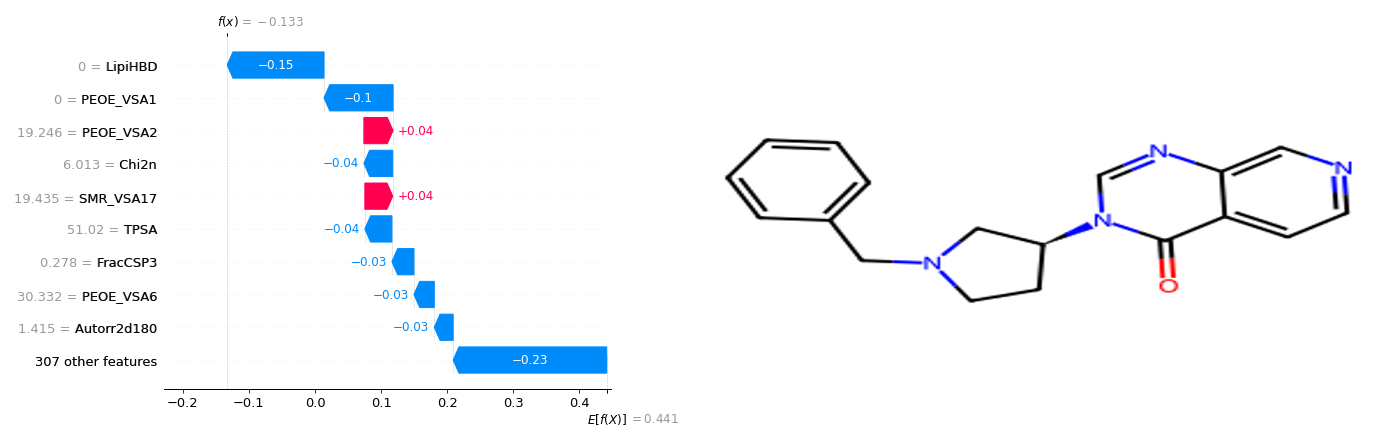 f(x) = −0.133
0 = LipiHBD
−0.15
0 = PEOE_VSA1
−0.1
19.246 = PEOE_VSA2
+0.04
6.013 = Chi2n
−0.04
19.435 = SMR_VSA17
+0.04
51.02 = TPSA
−0.04
0.278 = FracCSP3
−0.03
30.332 = PEOE_VSA6
−0.03
1.415 = Autorr2d180
−0.03
307 other features
−0.23
−0.2 −0.1 0.0 0.1 0.2 0.3 0.4
E[f(X)] = 0.441
N
N
N
N
O